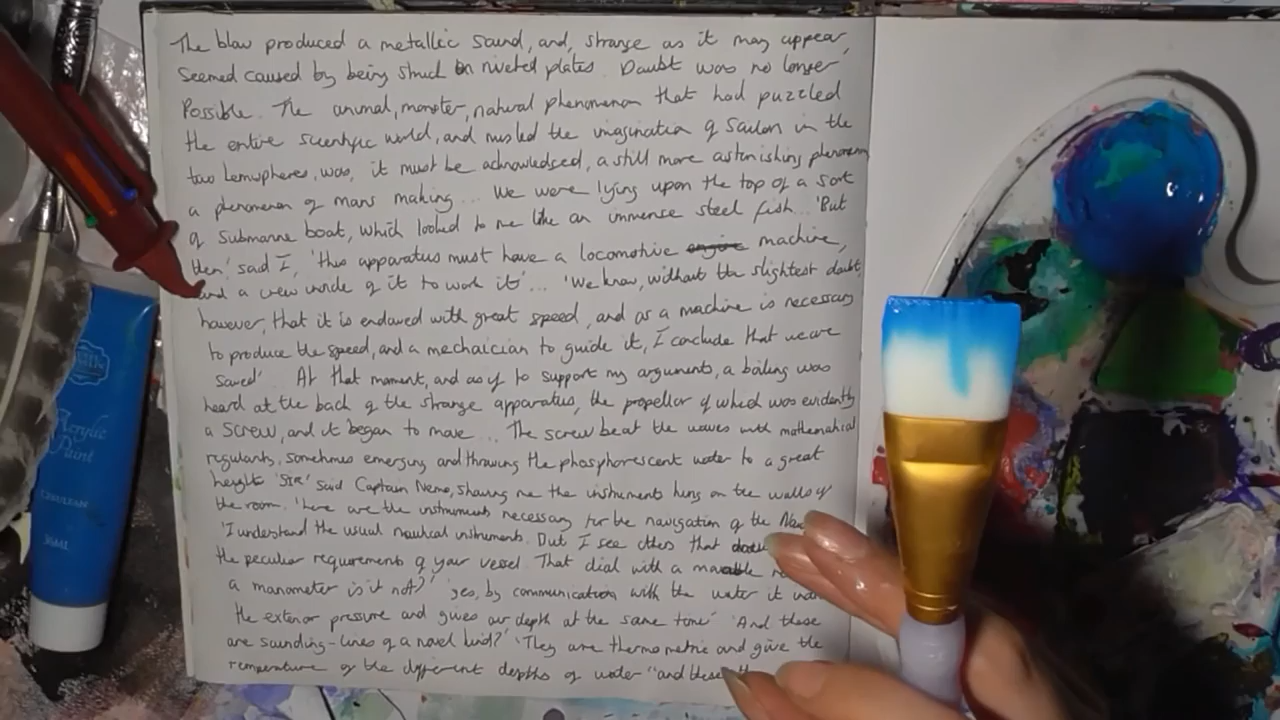 The blow produced a metallic sound, and, strange as it may appear,
seemed caused by being struck on riveted plates. Doubt was no longer
Possible. The animal, monster, natural phenomenon that had puzzled
the entire scientific world, and misled the imagination of Sailors in the
two hemispheres, was, it must be acknowledged, a still more astonishing phenomen
a phenomenon of mans making... We were lying upon the top of a sort
of submarine boat, which looked to me like an immense steel fish... 'But
then' said I, 'this apparatus must have a locomotive engine machine,
and a crew inside of it to work it'... 'We know, without the slightest doubt,
however, that it is endowed with great speed, and as a machine is necessary
to produce the speed, and a mechaician to guide it, I conclude that we are
saved' At that moment, and as if to support my arguments, a boiling was
heard at the back of the strange apparatus, the propellor of which was evidently
a screw, and it began to move... The screw beat the waves with mathematical
regularity, sometimes emerging and throwing the phosphorescent water to a great
height 'Sir' said Captain Nemo, showing me the instruments hung on the walls of
the room. 'here are the instruments necessary for the navigation of the
'I understand the usual nautical instruments. But I see others that
the peculiar requirements of your vessel. That dial with a movable
a manometer is it not?' 'yes, by communication with the water it
the exterior pressure and gives our depth at the same time' 'And these
are sounding-lines of a novel kind?' 'They are thermometric and give the
temperature of the different depths of water' "and these
Acrylic
Paint
CERULEAN
36ML